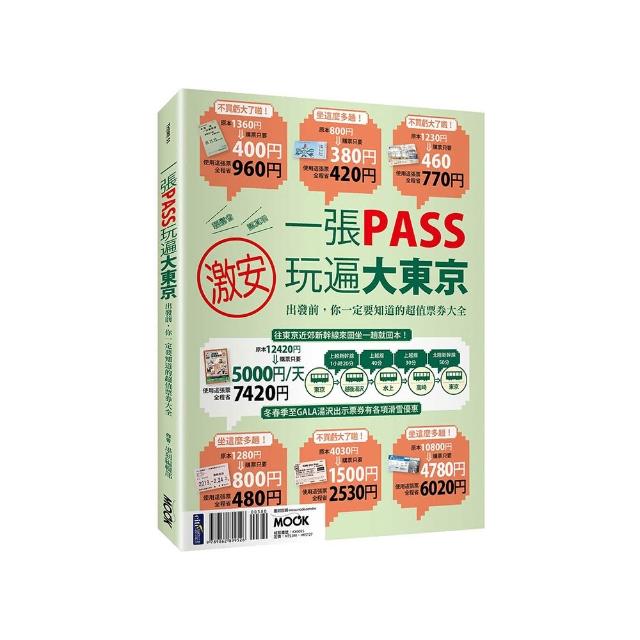 不買虧大了啦！
原本1360円
購票只要
400円
使用這張票
全程省
960円
坐這麼多趟！
原本800円
購票只要
380円
使用這張票
全程省
420円
不買虧大了嗎！
原本1230円
購票只要
460
使用這張票
全程省
770円
一張PASS
玩遍大東京
激安
出發前，你一定要知道的超值票券大全
往東京近郊新幹線來回坐一趟就回本！
原本12420円
購票只要
5000円/天
使用這張票
全程省
7420円
上越新幹線
1小時20分
上越線
40分
上越線
30分
北陸新幹線
50分
東京
越後湯沢
水上
高崎
東京
冬春季至GALA湯沢出示票券有各項滑雪優惠
坐這麼多趟！
原本1280円
購票只要
800円
使用這張票
全程省
480円
不買虧大了啦！
原本4030円
購票只要
1500円
使用這張票
全程省
2530円
坐這麼多趟！
原本10800円
購票只要
4780円
使用這張票
全程省
6020円
00380
MOOK
一張PASS玩遍大東京
出發前，你一定要知道的超值票券大全
MOOK